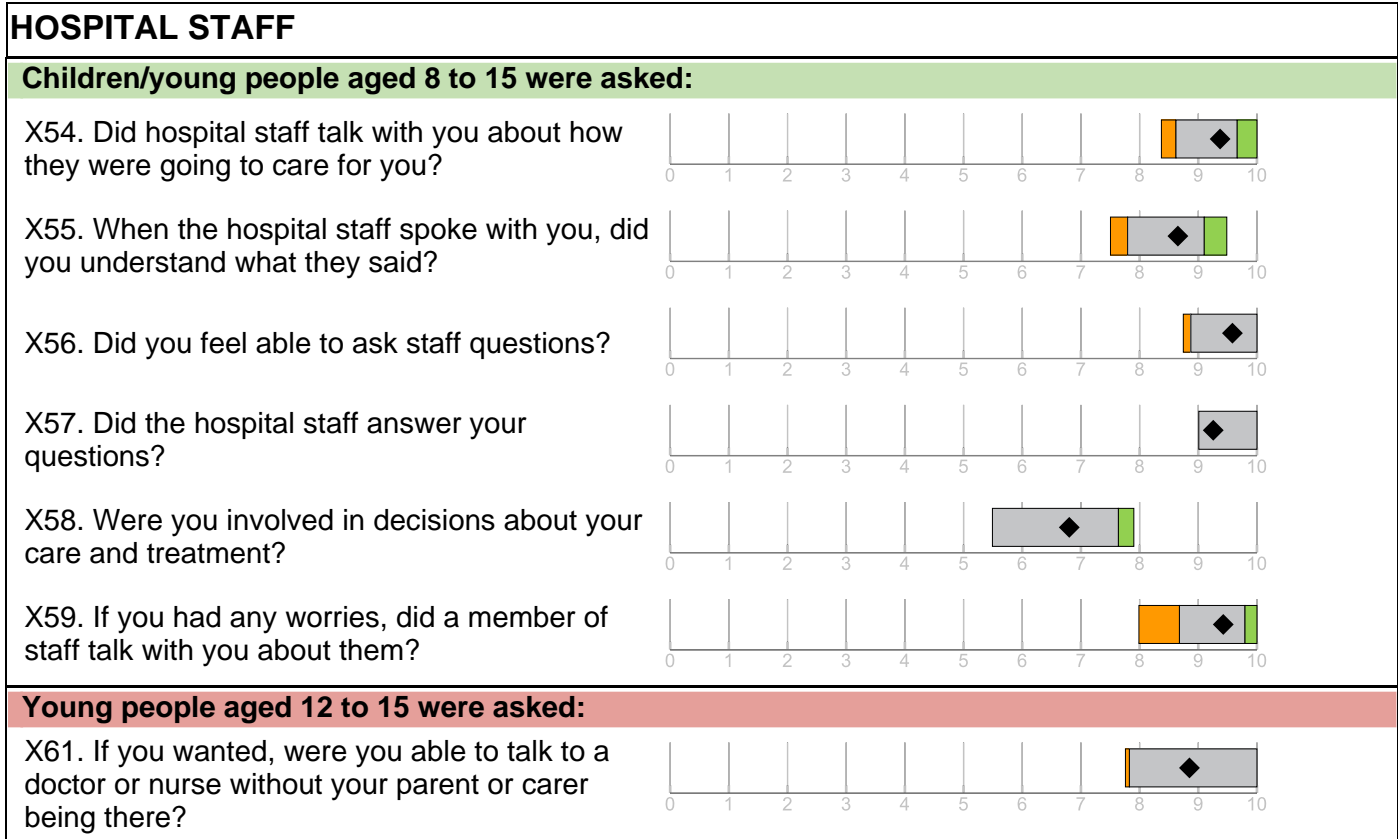 HOSPITAL STAFF
Children/young people aged 8 to 15 were asked:
X54. Did hospital staff talk with you about how
they were going to care for you?
0 1 2 3 4 5 6 7 8 9 10
X55. When the hospital staff spoke with you, did
you understand what they said?
0 1 2 3 4 5 6 7 8 9 10
X56. Did you feel able to ask staff questions?
0 1 2 3 4 5 6 7 8 9 10
X57. Did the hospital staff answer your
questions?
0 1 2 3 4 5 6 7 8 9 10
X58. Were you involved in decisions about your
care and treatment?
0 1 2 3 4 5 6 7 8 9 10
X59. If you had any worries, did a member of
staff talk with you about them?
0 1 2 3 4 5 6 7 8 9 10
Young people aged 12 to 15 were asked:
X61. If you wanted, were you able to talk to a
doctor or nurse without your parent or carer
being there?
0 1 2 3 4 5 6 7 8 9 10